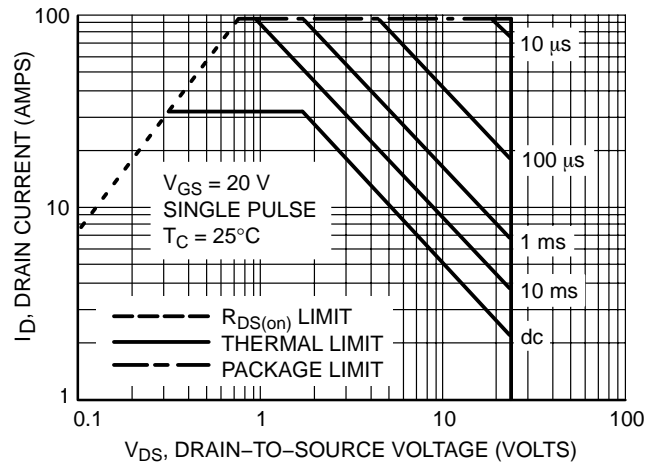 100
10
1
I_D, DRAIN CURRENT (AMPS)
V_GS = 20 V
SINGLE PULSE
T_C = 25°C
R_DS(on) LIMIT
THERMAL LIMIT
PACKAGE LIMIT
10 µs
100 µs
1 ms
10 ms
dc
0.1 1 10 100
V_DS, DRAIN−TO−SOURCE VOLTAGE (VOLTS)